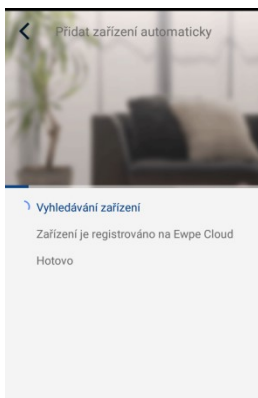 Přidat zařízení automaticky
Vyhledávání zařízení
Zařízení je registrováno na Ewpe Cloud
Hotovo